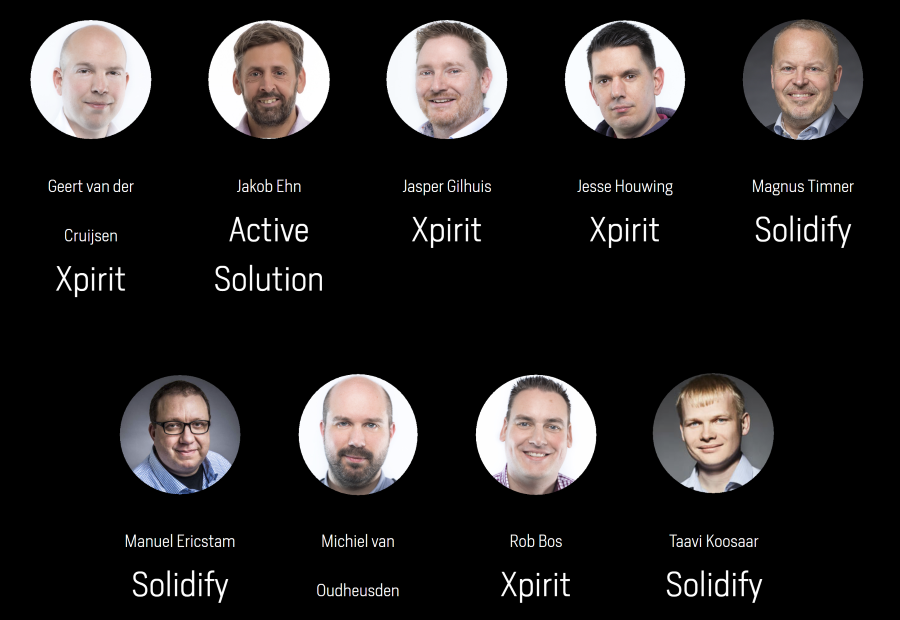 Geert van der
Cruijsen
Xpirit
Jakob Ehn
Active
Solution
Jasper Gilhuis
Xpirit
Jesse Houwing
Xpirit
Magnus Timner
Solidify
Manuel Ericstam
Solidify
Michiel van
Oudheusden
Rob Bos
Xpirit
Taavi Koosaar
Solidify